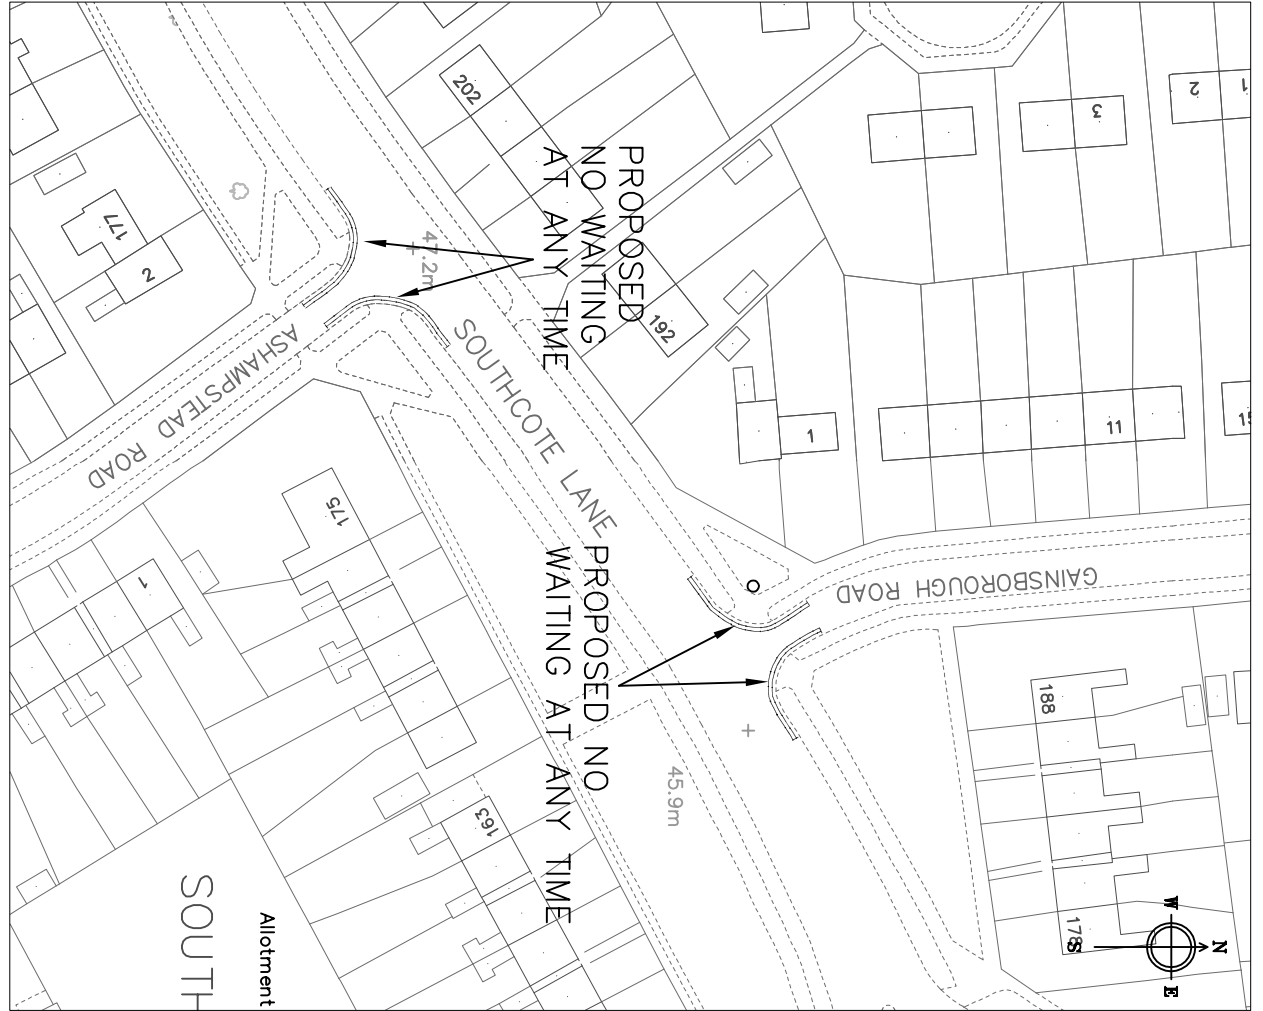 PROPOSED
NO WAITING
AT ANY TIME
PROPOSED NO
WAITING AT ANY TIME
SOUTHCOTE LANE
ASHAMPSTEAD ROAD
GAINSBOROUGH ROAD
47.2m
45.9m
202
192
177
2
175
1
163
1
11
3
2
1
188
178
SOUTH
Allotment
N
W
S
E